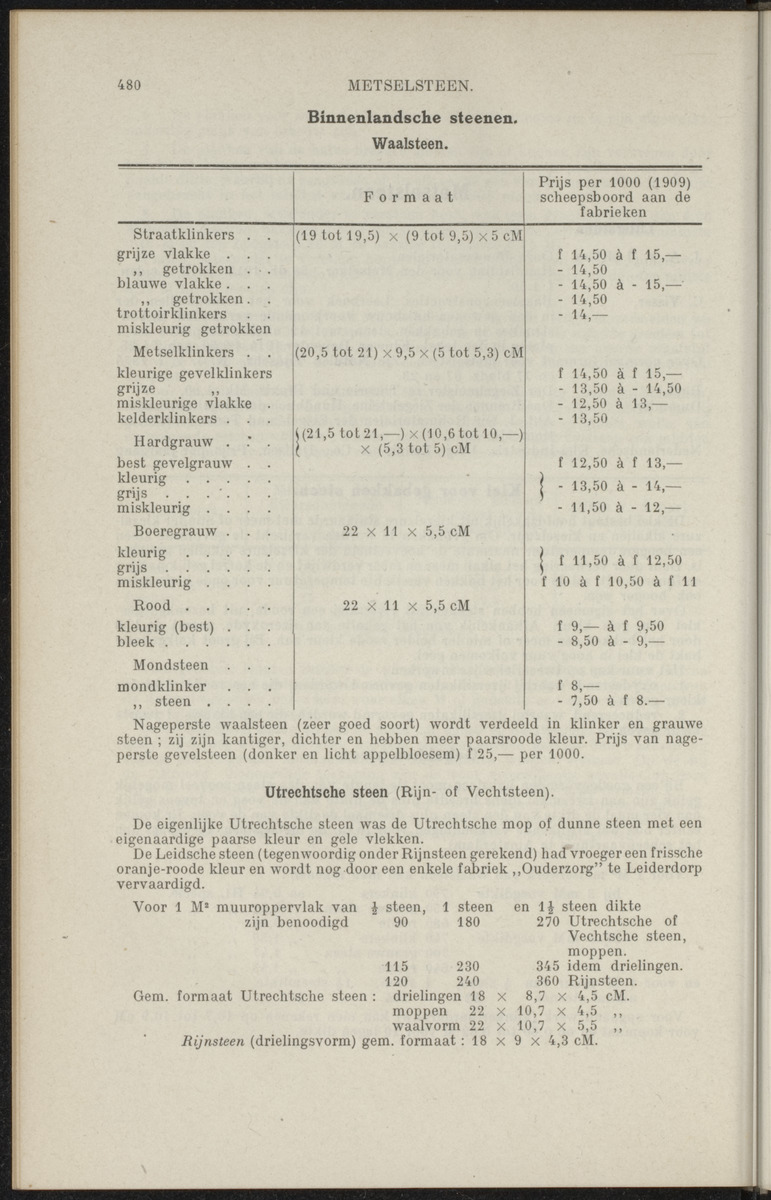 480 METSELSTEEN.
Binnenlandsche steenen.
Waalsteen.
Formaat
Prijs per 1000 (1909)
scheepsboord aan de
fabrieken
Straatklinkers . . (19 tot 19,5) × (9 tot 9,5) × 5 cM
grijze vlakke . . . f 14,50 à f 15,—
,, getrokken . . . - 14,50
blauwe vlakke . . . - 14,50 à - 15,—
,, getrokken . . - 14,50
trottoirklinkers . . - 14,—
miskleurig getrokken
Metselklinkers . . (20,5 tot 21) × 9,5 × (5 tot 5,3) cM
kleurige gevelklinkers f 14,50 à f 15,—
grijze ,, - 13,50 à - 14,50
miskleurige vlakke . - 12,50 à 13,—
kelderklinkers . . . - 13,50
Hardgrauw . . . { (21,5 tot 21,—) × (10,6 tot 10,—)
× (5,3 tot 5) cM
best gevelgrauw . . f 12,50 à f 13,—
kleurig . . . . .
grijs . . . . . . } - 13,50 à - 14,—
miskleurig . . . . - 11,50 à - 12,—
Boeregrauw . . . 22 × 11 × 5,5 cM
kleurig . . . . .
grijs . . . . . . } f 11,50 à f 12,50
miskleurig . . . . f 10 à f 10,50 à f 11
Rood . . . . . 22 × 11 × 5,5 cM
kleurig (best) . . . f 9,— à f 9,50
bleek . . . . . . - 8,50 à - 9,—
Mondsteen . . .
mondklinker . . . f 8,—
,, steen . . . . - 7,50 à f 8.—
Nageperste waalsteen (zeer goed soort) wordt verdeeld in klinker en grauwe
steen ; zij zijn kantiger, dichter en hebben meer paarsroode kleur. Prijs van nage-
perste gevelsteen (donker en licht appelbloesem) f 25,— per 1000.
Utrechtsche steen (Rijn- of Vechtsteen).
De eigenlijke Utrechtsche steen was de Utrechtsche mop of dunne steen met een
eigenaardige paarse kleur en gele vlekken.
De Leidsche steen (tegenwoordig onder Rijnsteen gerekend) had vroeger een frissche
oranje-roode kleur en wordt nog door een enkele fabriek ,,Ouderzorg” te Leiderdorp
vervaardigd.
Voor 1 M² muuroppervlak van ½ steen, 1 steen en 1½ steen dikte
zijn benoodigd 90 180 270 Utrechtsche of
Vechtsche steen,
moppen.
115 230 345 idem drielingen.
120 240 360 Rijnsteen.
Gem. formaat Utrechtsche steen : drielingen 18 × 8,7 × 4,5 cM.
moppen 22 × 10,7 × 4,5 ,,
waalvorm 22 × 10,7 × 5,5 ,,
Rijnsteen (drielingsvorm) gem. formaat : 18 × 9 × 4,3 cM.